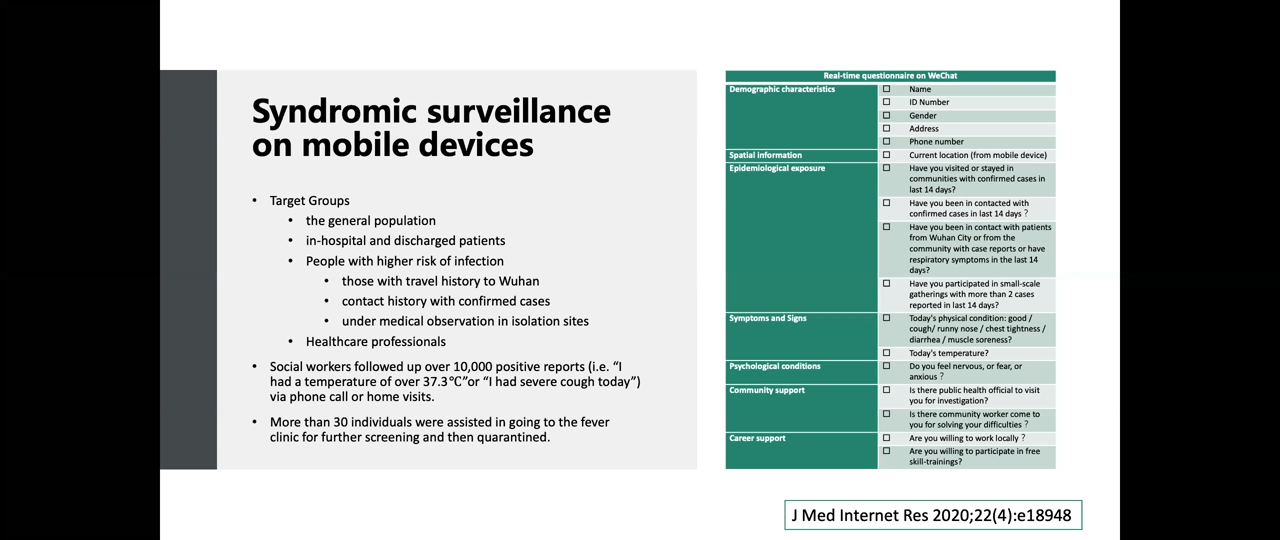 Syndromic surveillance
on mobile devices
• Target Groups
• the general population
• in-hospital and discharged patients
• People with higher risk of infection
• those with travel history to Wuhan
• contact history with confirmed cases
• under medical observation in isolation sites
• Healthcare professionals
• Social workers followed up over 10,000 positive reports (i.e. “I
had a temperature of over 37.3℃”or “I had severe cough today”)
via phone call or home visits.
• More than 30 individuals were assisted in going to the fever
clinic for further screening and then quarantined.
Real-time questionnaire on WeChat
Demographic characteristics
☐ Name
☐ ID Number
☐ Gender
☐ Address
☐ Phone number
Spatial information
☐ Current location (from mobile device)
Epidemiological exposure
☐ Have you visited or stayed in
communities with confirmed cases in
last 14 days?
☐ Have you been in contacted with
confirmed cases in last 14 days？
☐ Have you been in contact with patients
from Wuhan City or from the
community with case reports or have
respiratory symptoms in the last 14
days?
☐ Have you participated in small-scale
gatherings with more than 2 cases
reported in last 14 days?
Symptoms and Signs
☐ Today's physical condition: good /
cough/ runny nose / chest tightness /
diarrhea / muscle soreness?
☐ Today's temperature?
Psychological conditions
☐ Do you feel nervous, or fear, or
anxious？
Community support
☐ Is there public health official to visit
you for investigation?
☐ Is there community worker come to
you for solving your difficulties？
Career support
☐ Are you willing to work locally？
☐ Are you willing to participate in free
skill-trainings?
J Med Internet Res 2020;22(4):e18948